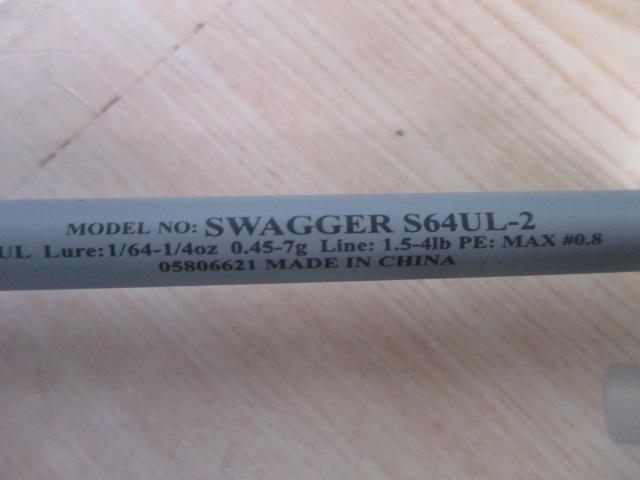 MODEL NO: SWAGGER S64UL-2
UL Lure:1/64-1/4oz 0.45-7g Line: 1.5-4lb PE: MAX #0.8
05806621 MADE IN CHINA